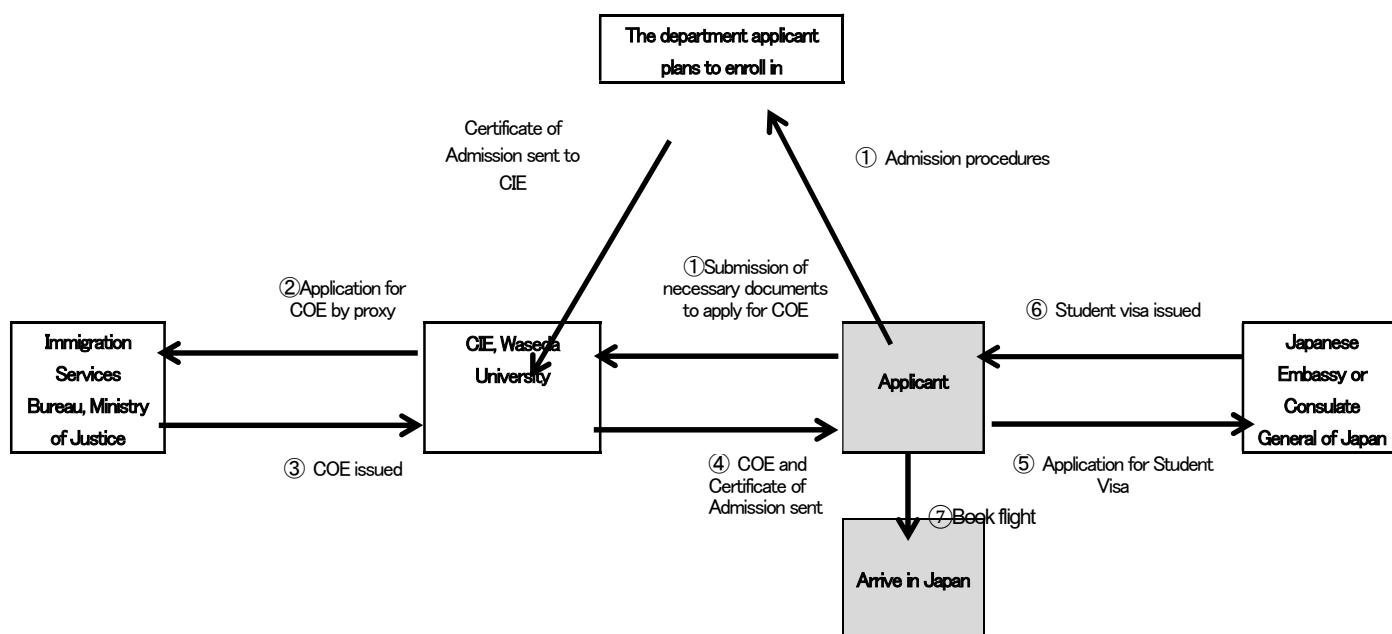 The department applicant
plans to enroll in
Certificate of
Admission sent to
CIE
① Admission procedures
②Application for
COE by proxy
①Submission of
necessary documents
to apply for COE
⑥ Student visa issued
Immigration
Services
Bureau, Ministry
of Justice
CIE, Waseda
University
Applicant
Japanese
Embassy or
Consulate
General of Japan
③ COE issued
④ COE and
Certificate of
Admission sent
⑤ Application for Student
Visa
⑦Book flight
Arrive in Japan